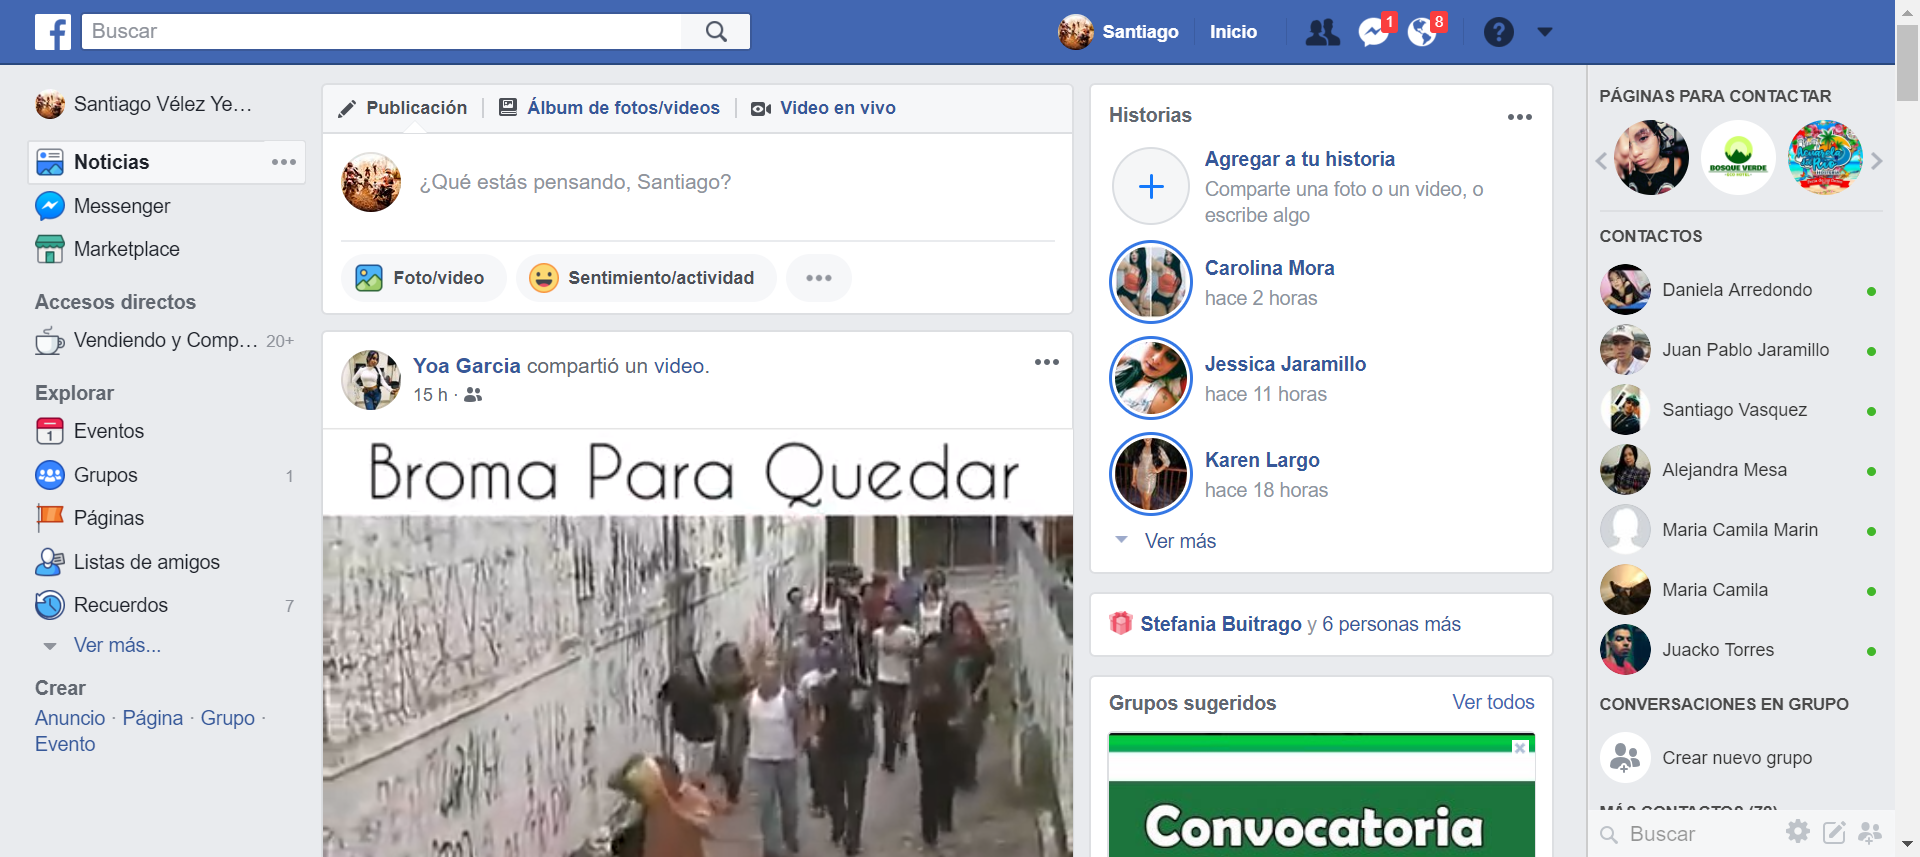 Buscar
Santiago
Inicio
1
8
Santiago Vélez Ye...
Noticias
Messenger
Marketplace
Accesos directos
Vendiendo y Comp... 20+
Explorar
1
Eventos
Grupos 1
Páginas
Listas de amigos
Recuerdos 7
Ver más...
Crear
Anuncio · Página · Grupo ·
Evento
Publicación
Álbum de fotos/videos
Video en vivo
¿Qué estás pensando, Santiago?
Foto/video
Sentimiento/actividad
Yoa Garcia compartió un video.
15 h ·
Broma Para Quedar
Historias
Agregar a tu historia
Comparte una foto o un video, o
escribe algo
Carolina Mora
hace 2 horas
Jessica Jaramillo
hace 11 horas
Karen Largo
hace 18 horas
Ver más
Stefania Buitrago y 6 personas más
Grupos sugeridos
Ver todos
Convocatoria
PÁGINAS PARA CONTACTAR
BOSQUE VERDE
CONTACTOS
Daniela Arredondo
Juan Pablo Jaramillo
Santiago Vasquez
Alejandra Mesa
Maria Camila Marin
Maria Camila
Juacko Torres
CONVERSACIONES EN GRUPO
Crear nuevo grupo
MÁS CONTACTOS (79)
Buscar